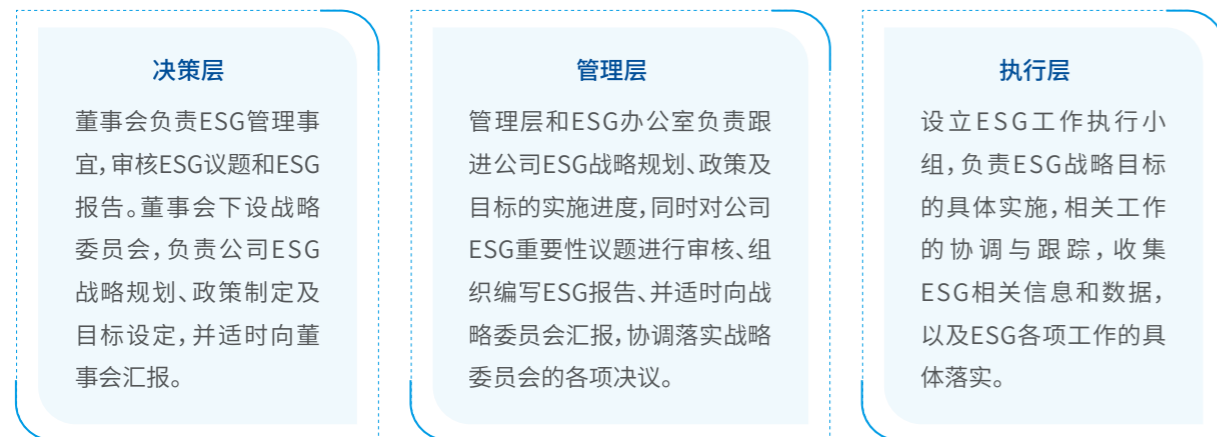 决策层
董事会负责ESG管理事
宜，审核ESG议题和ESG
报告。董事会下设战略
委员会，负责公司ESG
战略规划、政策制定及
目标设定，并适时向董
事会汇报。
管理层
管理层和ESG办公室负责跟
进公司ESG战略规划、政策及
目标的实施进度，同时对公司
ESG重要性议题进行审核、组
织编写ESG报告、并适时向战
略委员会汇报，协调落实战略
委员会的各项决议。
执行层
设立ESG工作执行小
组，负责ESG战略目标
的具体实施，相关工作
的协调与跟踪，收集
ESG相关信息和数据，
以及ESG各项工作的具
体落实。